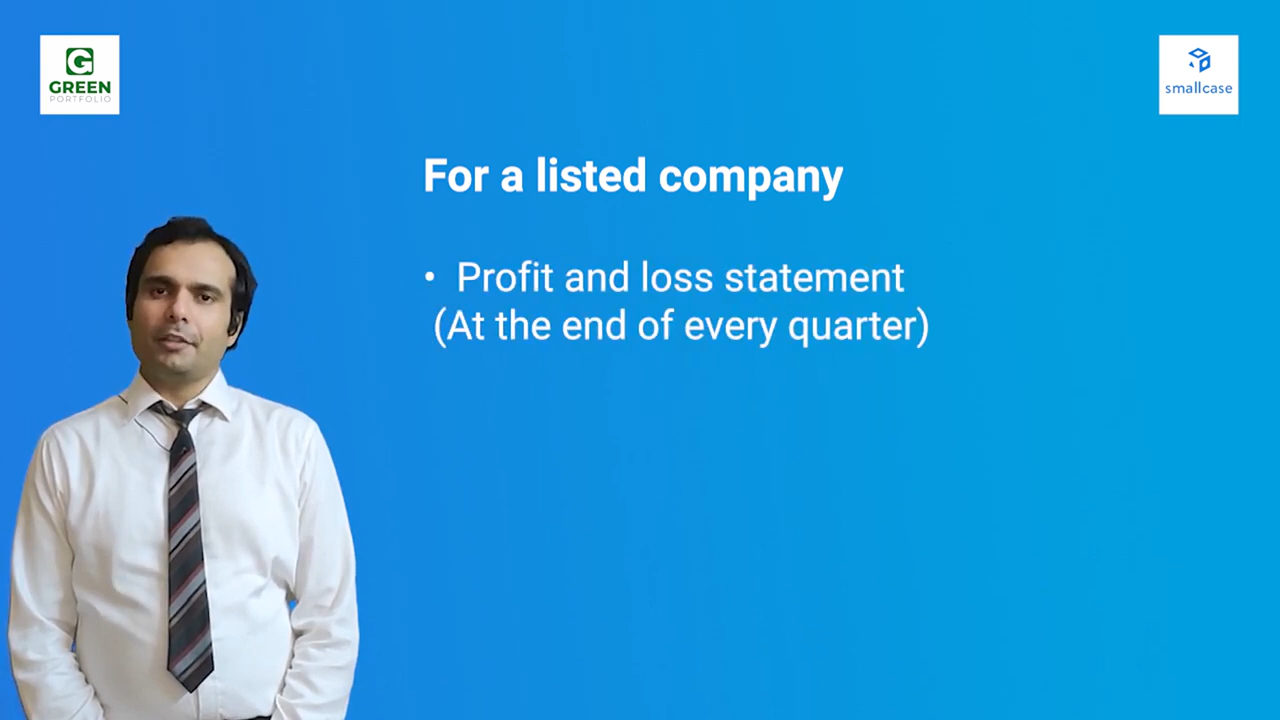 G
GREEN
PORTFOLIO
smallcase
For a listed company
• Profit and loss statement
(At the end of every quarter)